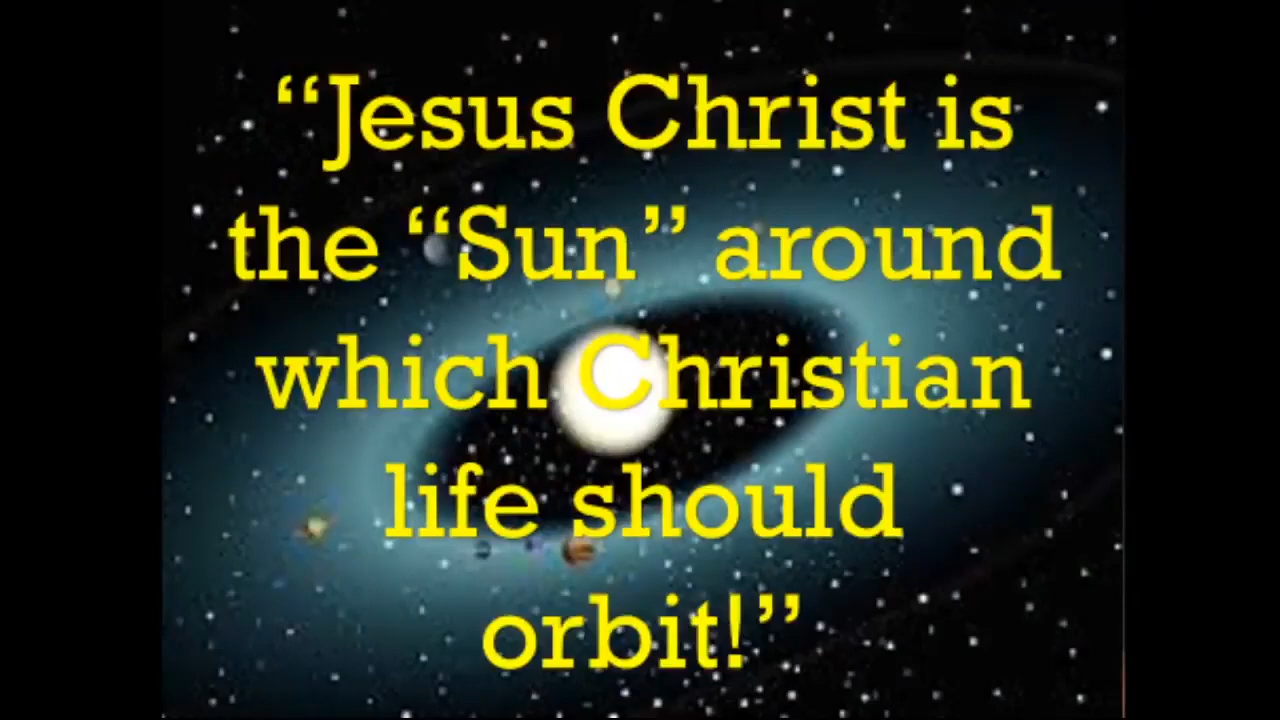 “Jesus Christ is
the “Sun” around
which Christian
life should
orbit!”